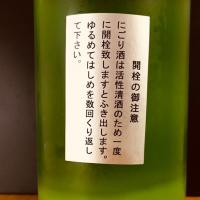 開栓の御注意
にごり酒は活性清酒のため一度
に開栓致しますとふき出します。
ゆるめてはしめを数回くり返し
て下さい。